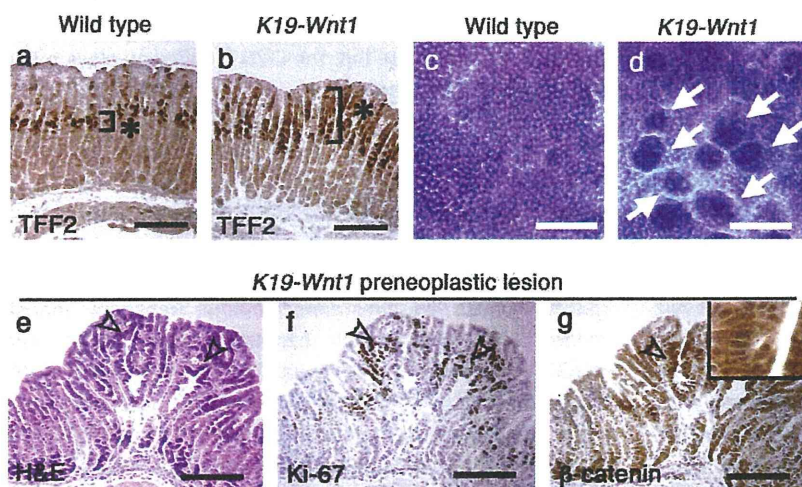 Wild type K19-Wnt1 Wild type K19-Wnt1
a b c d
* *
TFF2 TFF2
K19-Wnt1 preneoplastic lesion
e f g
H&E Ki-67 β-catenin